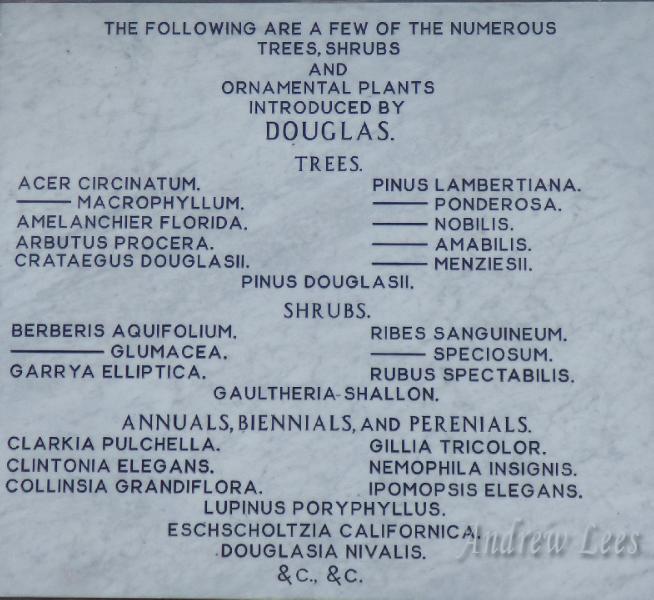 THE FOLLOWING ARE A FEW OF THE NUMEROUS
TREES, SHRUBS
AND
ORNAMENTAL PLANTS
INTRODUCED BY
DOUGLAS.
TREES.
ACER CIRCINATUM.
—— MACROPHYLLUM.
AMELANCHIER FLORIDA.
ARBUTUS PROCERA.
CRATAEGUS DOUGLASII.
PINUS LAMBERTIANA.
—— PONDEROSA.
—— NOBILIS.
—— AMABILIS.
—— MENZIESII.
PINUS DOUGLASII.
SHRUBS.
BERBERIS AQUIFOLIUM.
—— GLUMACEA.
GARRYA ELLIPTICA.
RIBES SANGUINEUM.
—— SPECIOSUM.
RUBUS SPECTABILIS.
GAULTHERIA-SHALLON.
ANNUALS, BIENNIALS, AND PERENIALS.
CLARKIA PULCHELLA.
CLINTONIA ELEGANS.
COLLINSIA GRANDIFLORA.
GILLIA TRICOLOR.
NEMOPHILA INSIGNIS.
IPOMOPSIS ELEGANS.
LUPINUS PORYPHYLLUS.
ESCHSCHOLTZIA CALIFORNICA.
DOUGLASIA NIVALIS.
&C., &C.
Andrew Lees